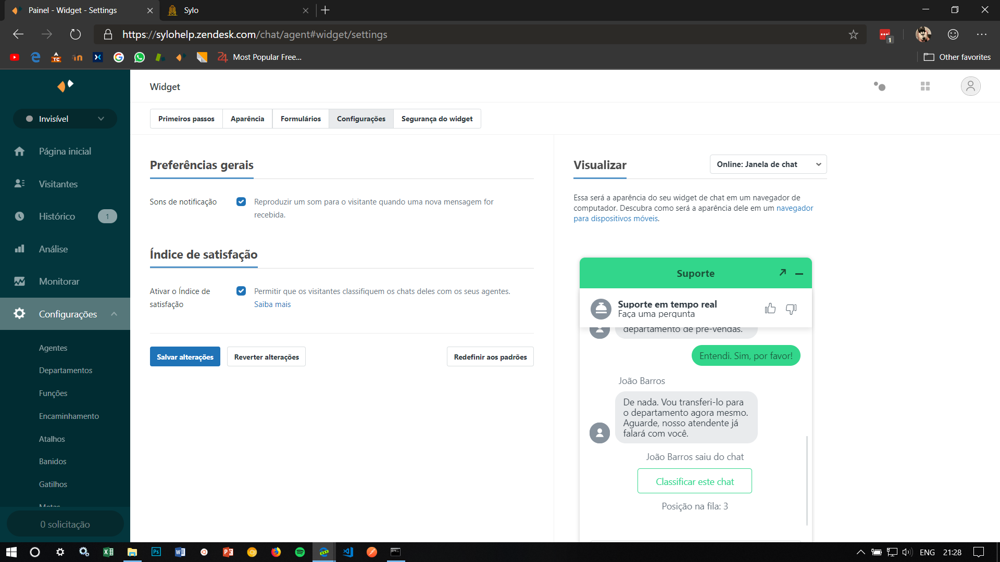 Painel - Widget - Settings
Sylo
https://sylohelp.zendesk.com/chat/agent#widget/settings
1
Most Popular Free...
Other favorites
Invisível
Página inicial
Visitantes
Histórico
1
Análise
Monitorar
Configurações
Agentes
Departamentos
Funções
Encaminhamento
Atalhos
Banidos
Gatilhos
Metas
0 solicitação
Widget
Primeiros passos
Aparência
Formulários
Configurações
Segurança do widget
Preferências gerais
Sons de notificação
Reproduzir um som para o visitante quando uma nova mensagem for
recebida.
Índice de satisfação
Ativar o Índice de
satisfação
Permitir que os visitantes classifiquem os chats deles com os seus agentes.
Saiba mais
Salvar alterações
Reverter alterações
Redefinir aos padrões
Visualizar
Online: Janela de chat
Essa será a aparência do seu widget de chat em um navegador de
computador. Descubra como será a aparência dele em um navegador
para dispositivos móveis.
Suporte
Suporte em tempo real
Faça uma pergunta
departamento de pré-vendas.
Entendi. Sim, por favor!
João Barros
De nada. Vou transferi-lo para
o departamento agora mesmo.
Aguarde, nosso atendente já
falará com você.
João Barros saiu do chat
Classificar este chat
Posição na fila: 3
ENG
21:28